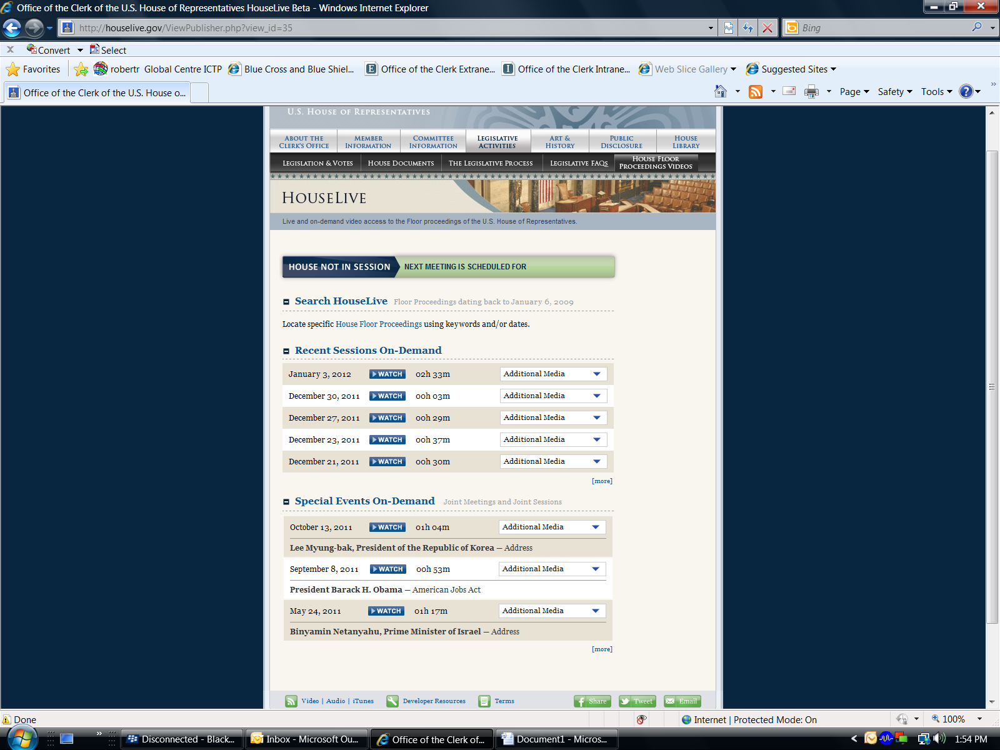 Office of the Clerk of the U.S. House of Representatives HouseLive Beta - Windows Internet Explorer
http://houselive.gov/ViewPublisher.php?view_id=35
Bing
x Convert Select
Favorites robertr Global Centre ICTP Blue Cross and Blue Shiel... Office of the Clerk Extrane... Office of the Clerk Intrane... Web Slice Gallery Suggested Sites
Office of the Clerk of the U.S. House o... Page Safety Tools
U.S. House of Representatives
About the Clerk's Office
Member Information
Committee Information
Legislative Activities
Art & History
Public Disclosure
House Library
Legislation & Votes House Documents The Legislative Process Legislative FAQs House Floor Proceedings Videos
HouseLive
Live and on-demand video access to the Floor proceedings of the U.S. House of Representatives.
HOUSE NOT IN SESSION NEXT MEETING IS SCHEDULED FOR
Search HouseLive Floor Proceedings dating back to January 6, 2009
Locate specific House Floor Proceedings using keywords and/or dates.
Recent Sessions On-Demand
January 3, 2012 WATCH 02h 33m Additional Media
December 30, 2011 WATCH 00h 03m Additional Media
December 27, 2011 WATCH 00h 29m Additional Media
December 23, 2011 WATCH 00h 37m Additional Media
December 21, 2011 WATCH 00h 30m Additional Media
[more]
Special Events On-Demand Joint Meetings and Joint Sessions
October 13, 2011 WATCH 01h 04m Additional Media
Lee Myung-bak, President of the Republic of Korea — Address
September 8, 2011 WATCH 00h 53m Additional Media
President Barack H. Obama — American Jobs Act
May 24, 2011 WATCH 01h 17m Additional Media
Binyamin Netanyahu, Prime Minister of Israel — Address
[more]
Video | Audio | iTunes Developer Resources Terms Share Tweet Email
Done Internet | Protected Mode: On 100%
Disconnected - Black... Inbox - Microsoft Ou... Office of the Clerk of... Document1 - Micros... 1:54 PM